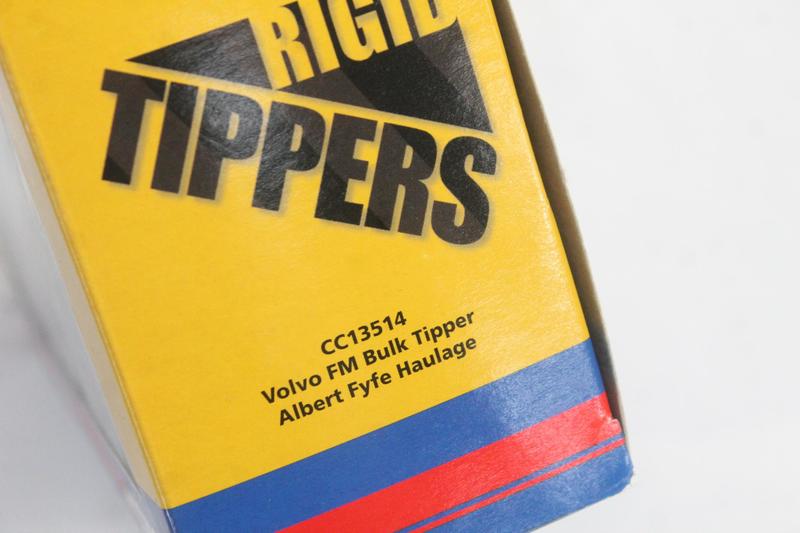 RIGID
TIPPERS
CC13514
Volvo FM Bulk Tipper
Albert Fyfe Haulage